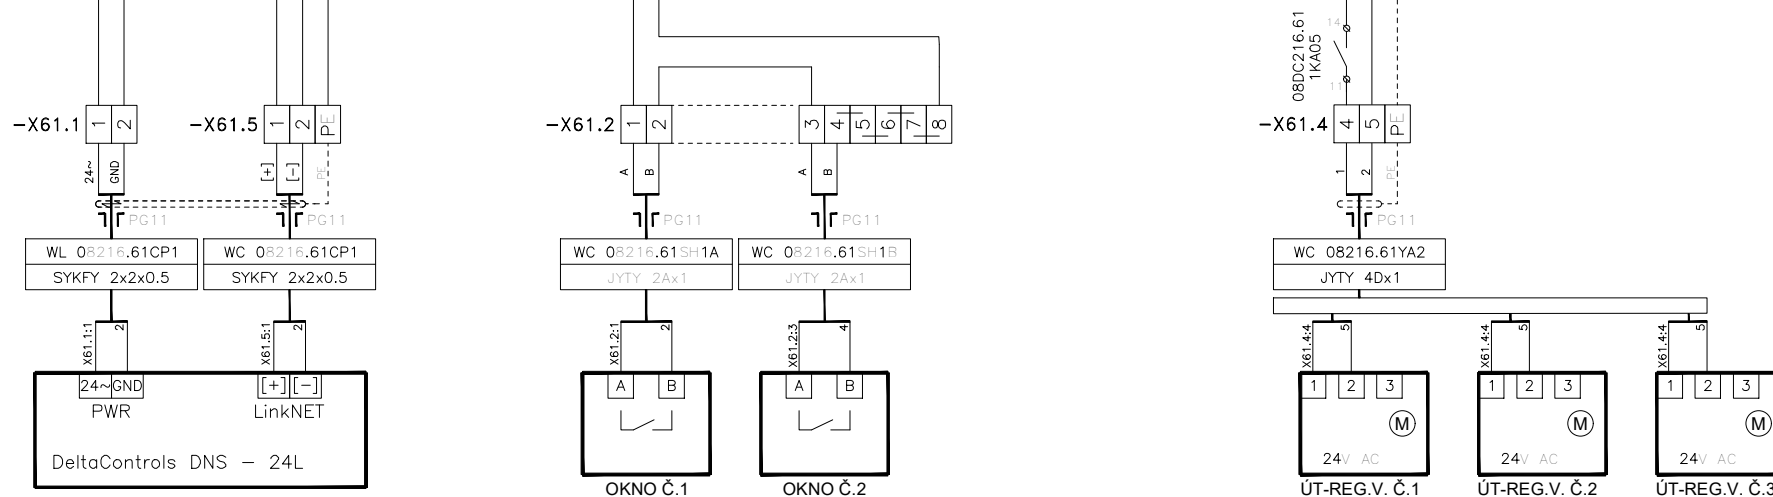 08DC216.61
1KA05
14
11
-X61.1 1 2
-X61.5 1 2 PE
-X61.2 1 2 3 4 5 6 7 8
-X61.4 4 5 PE
24~ GND
[+] [-] PE
A B
A B
1 2 PE
PG11
PG11
PG11
PG11
PG11
WL 08216.61CP1
SYKFY 2x2x0.5
WC 08216.61CP1
SYKFY 2x2x0.5
WC 08216.61SH1A
JYTY 2Ax1
WC 08216.61SH1B
JYTY 2Ax1
WC 08216.61YA2
JYTY 4Dx1
X61.1:1 2
X61.5:1 2
X61.2:1 2
X61.2:3 4
X61.4:4 5
X61.4:4 5
X61.4:4 5
24~ GND
PWR
[+] [-]
LinkNET
DeltaControls DNS - 24L
A B
OKNO Č.1
A B
OKNO Č.2
1 2 3
M
24V AC
ÚT-REG.V. Č.1
1 2 3
M
24V AC
ÚT-REG.V. Č.2
1 2 3
M
24V AC
ÚT-REG.V. Č.3